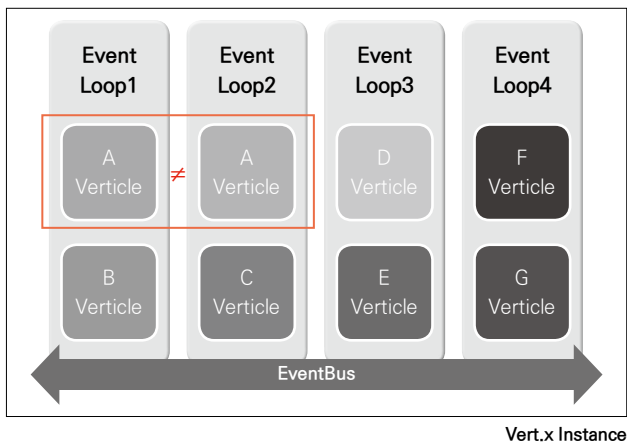 Event
Loop1
Event
Loop2
Event
Loop3
Event
Loop4
A
Verticle
≠
A
Verticle
D
Verticle
F
Verticle
B
Verticle
C
Verticle
E
Verticle
G
Verticle
EventBus
Vert.x Instance